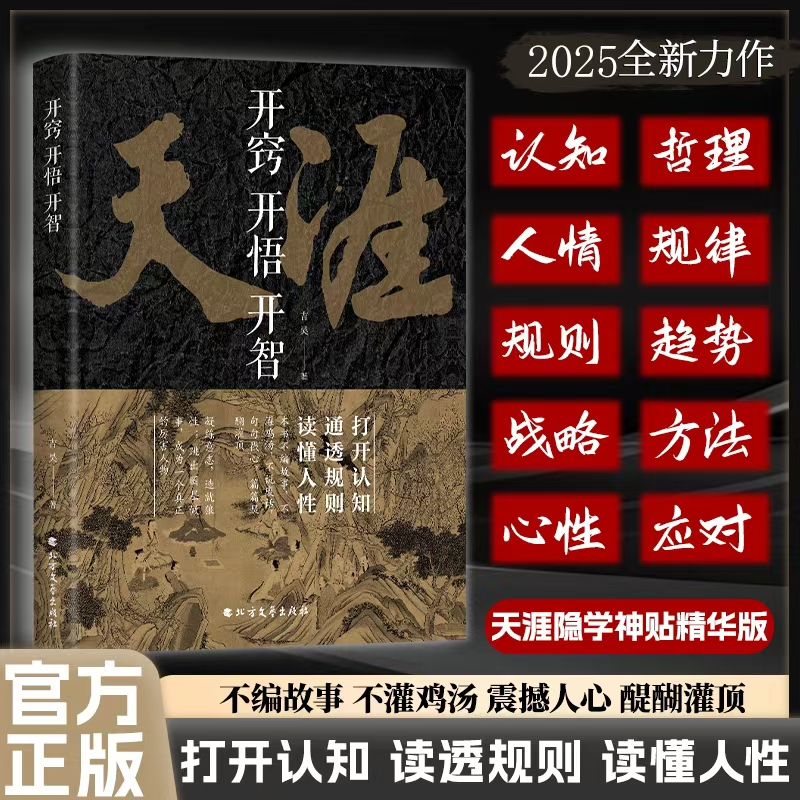 2025全新力作
开窍 开悟 开智
吉昊 著
天涯
开窍 开悟 开智
吉昊 著
打开认知
通透规则
读懂人性
北方文艺出版社
认知 哲理
人情 规律
规则 趋势
战略 方法
心性 应对
天涯隐学神贴精华版
官方正版
不编故事 不灌鸡汤 震撼人心 醍醐灌顶
打开认知 读透规则 读懂人性